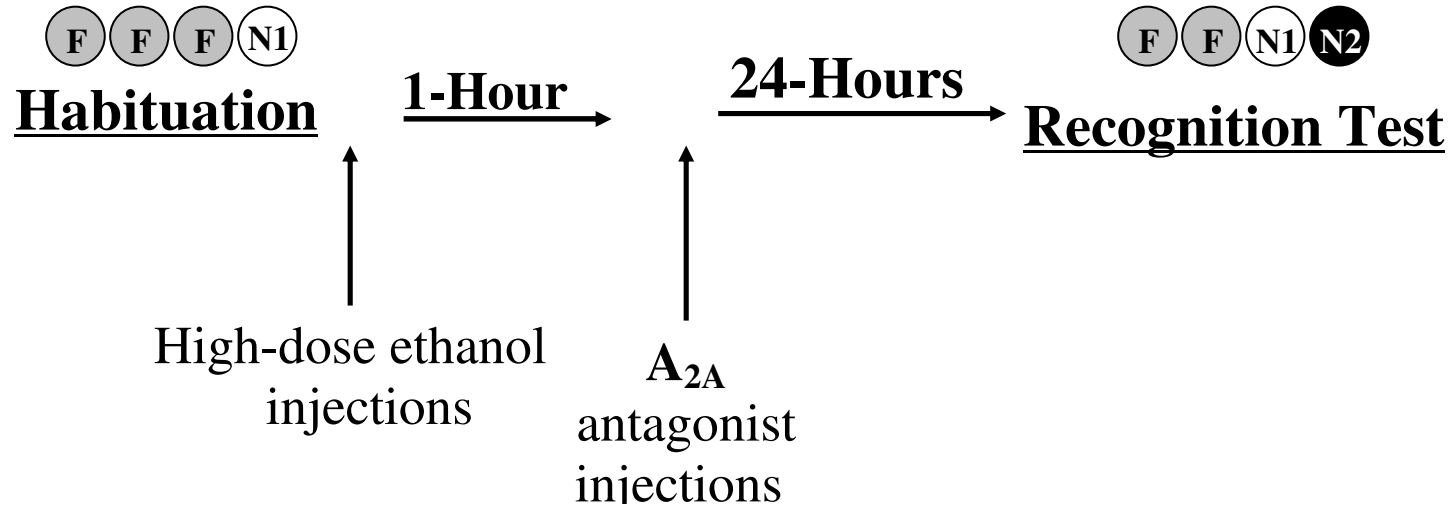 F F F N1
Habituation
1-Hour
24-Hours
F F N1 N2
Recognition Test
High-dose ethanol
injections
A2A
antagonist
injections